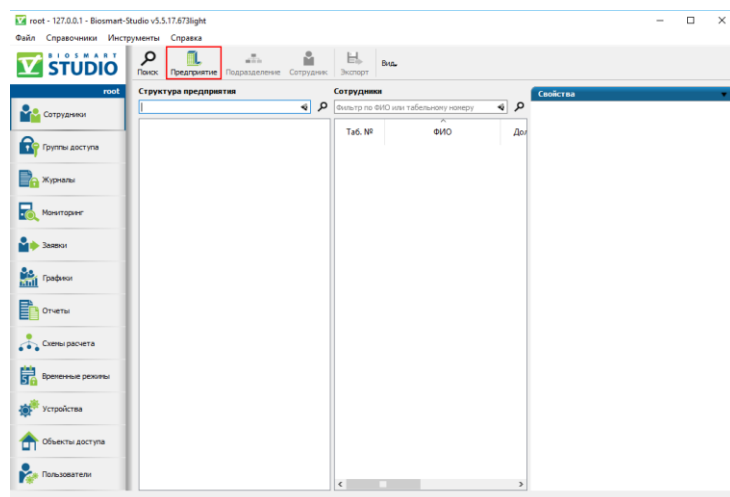 root - 127.0.0.1 - Biosmart-Studio v5.5.17.673light
Файл Справочники Инструменты Справка
BIOSMART
STUDIO
Поиск Предприятие Подразделение Сотрудник Экспорт Вид
root
Структура предприятия
Сотрудники
Свойства
Фильтр по ФИО или табельному номеру
Таб. № ФИО Дол
Сотрудники
Группы доступа
Журналы
Мониторинг
Заявки
Графики
Отчеты
Схемы расчета
Временные режимы
Устройства
Объекты доступа
Пользователи